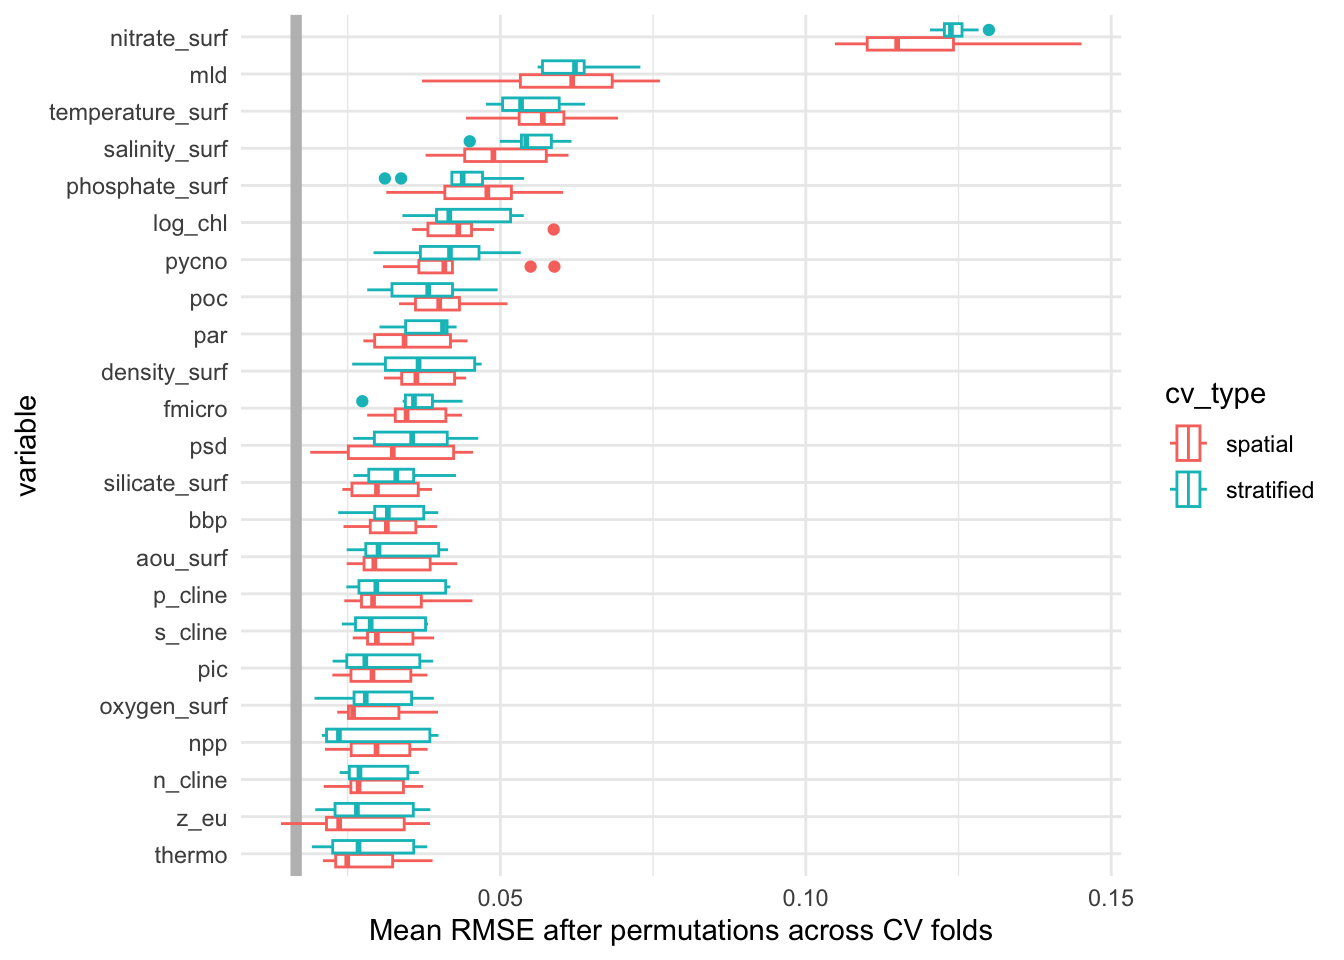 nitrate_surf
mld
temperature_surf
salinity_surf
phosphate_surf
log_chl
pycno
poc
par
density_surf
fmicro
psd
silicate_surf
bbp
aou_surf
p_cline
s_cline
pic
oxygen_surf
npp
n_cline
z_eu
thermo
variable
0.05 0.10 0.15
Mean RMSE after permutations across CV folds
cv_type
spatial
stratified